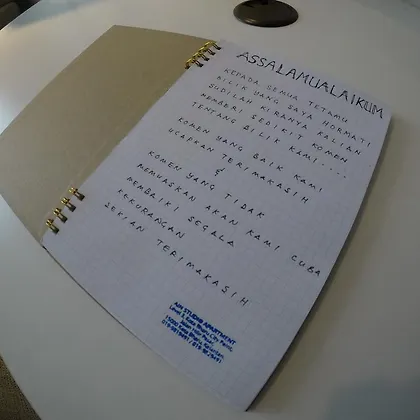 ASSALAMUALAIKUM
KEPADA SEMUA TETAMU
BILIK YANG SAYA HORMATI
SUDILAH KIRANYA KALIAN
MEMBERI SEDIKIT KOMEN
TENTANG BILIK KAMI....
KOMEN YANG BAIK KAMI
UCAPKAN TERIMAKASIH
&
KOMEN YANG TIDAK
MEMUASKAN AKAN KAMI CUBA
MEMBAIKI SEGALA
KEKURANGAN
SEKIAN TERIMAKASIH
STUDIO APARTMENT